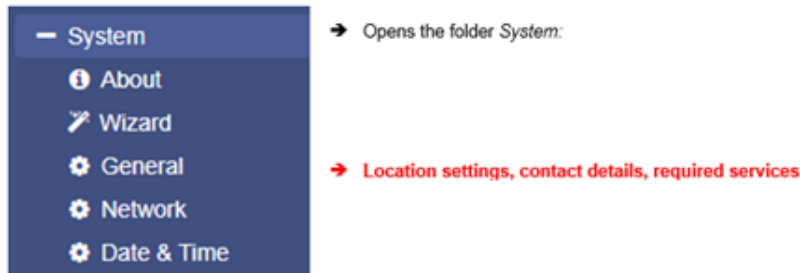 System
➔ Opens the folder System:
About
Wizard
General
➔ Location settings, contact details, required services
Network
Date & Time